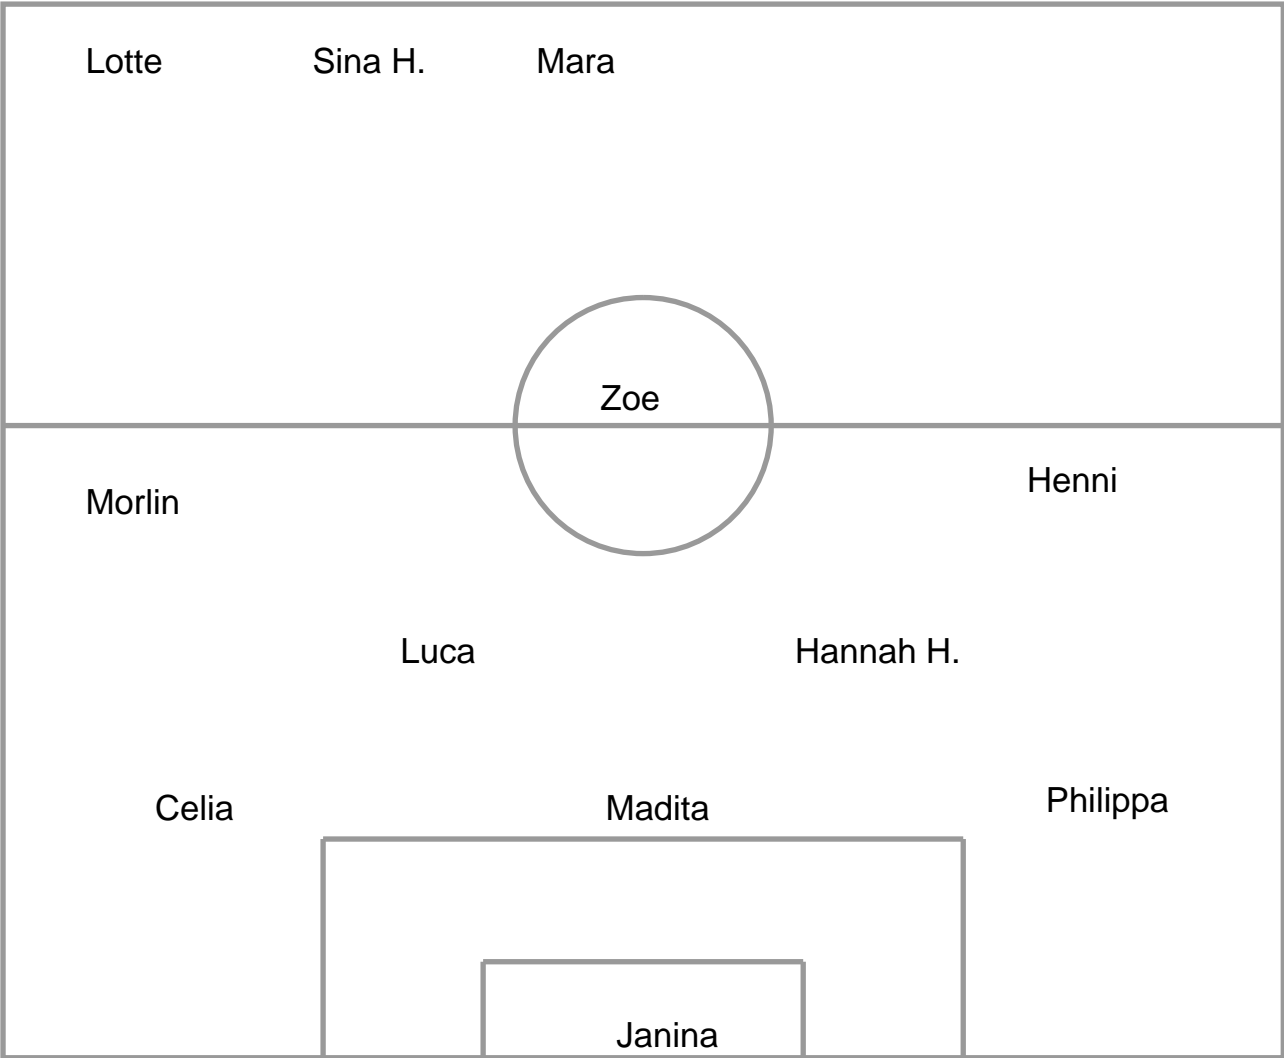 Lotte Sina H. Mara
Zoe
Henni
Morlin
Luca Hannah H.
Celia Madita Philippa
Janina